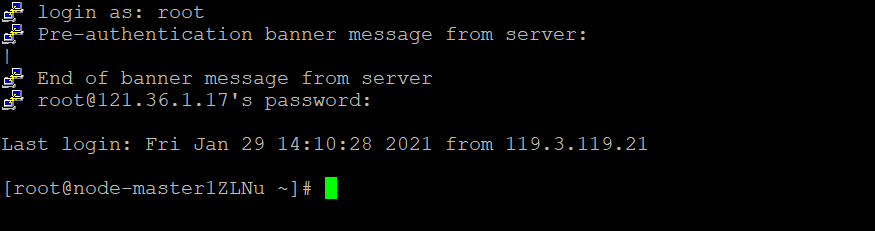 login as: root
Pre-authentication banner message from server:
|
End of banner message from server
root@121.36.1.17's password:
Last login: Fri Jan 29 14:10:28 2021 from 119.3.119.21
[root@node-master1ZLNu ~]#